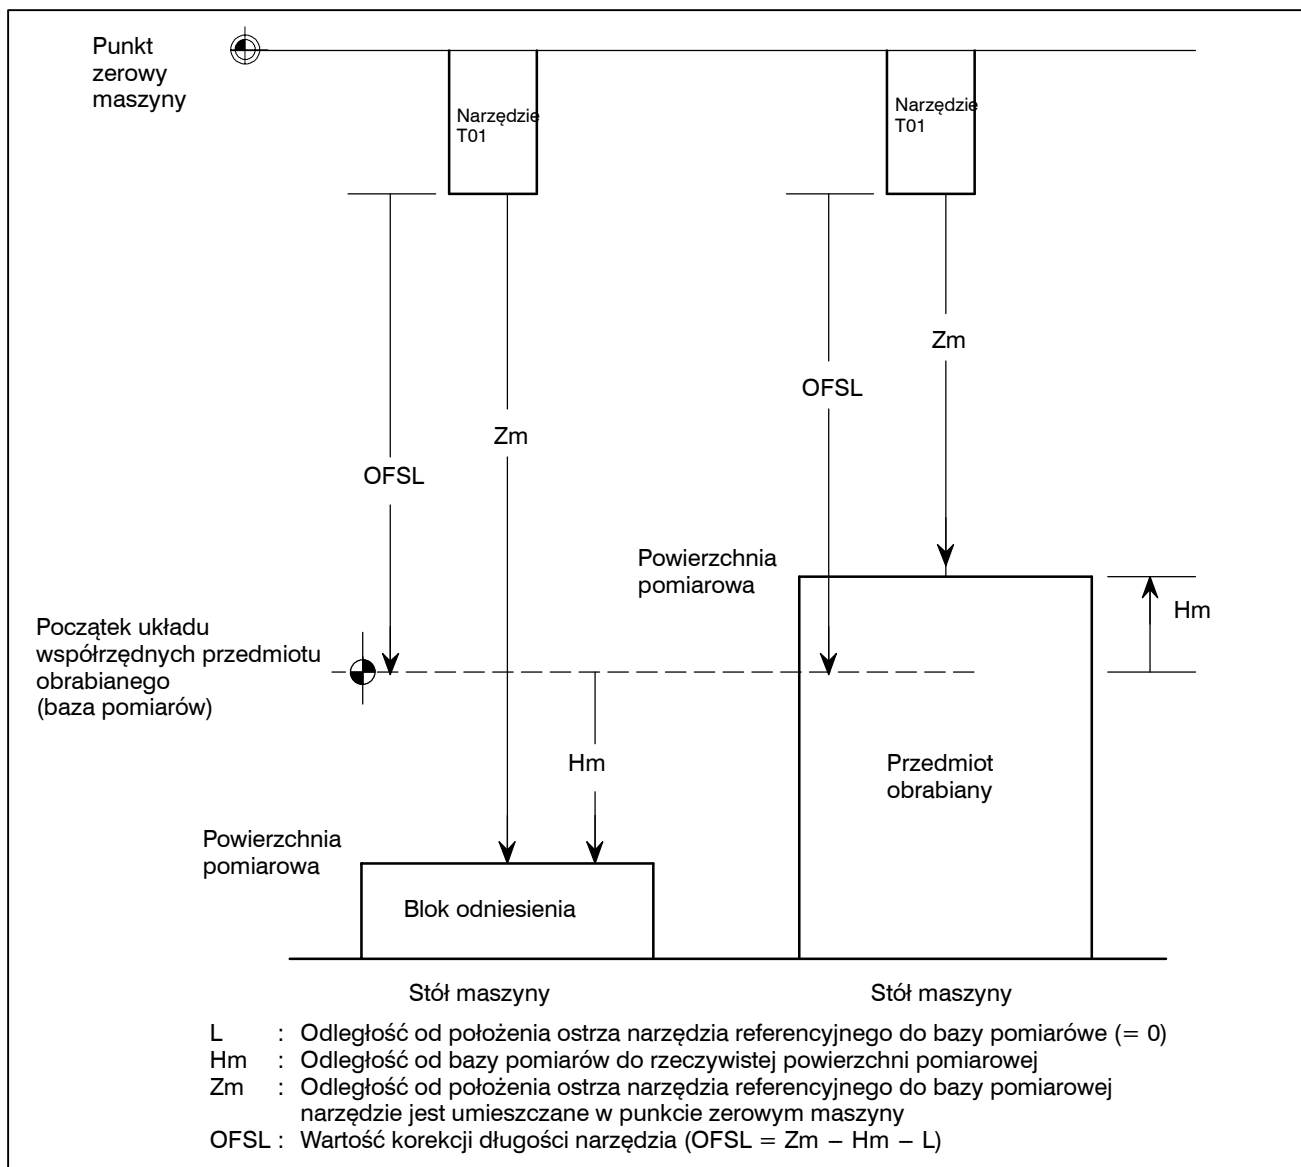 Punkt
zerowy
maszyny
Narzędzie
T01
Narzędzie
T01
Zm
OFSL
Zm
OFSL
Powierzchnia
pomiarowa
Hm
Początek układu
współrzędnych przedmiotu
obrabianego
(baza pomiarów)
Hm
Przedmiot
obrabiany
Powierzchnia
pomiarowa
Blok odniesienia
Stół maszyny
Stół maszyny
L : Odległość od położenia ostrza narzędzia referencyjnego do bazy pomiarówe (= 0)
Hm : Odległość od bazy pomiarów do rzeczywistej powierzchni pomiarowej
Zm : Odległość od położenia ostrza narzędzia referencyjnego do bazy pomiarowej
narzędzie jest umieszczane w punkcie zerowym maszyny
OFSL : Wartość korekcji długości narzędzia (OFSL = Zm − Hm − L)